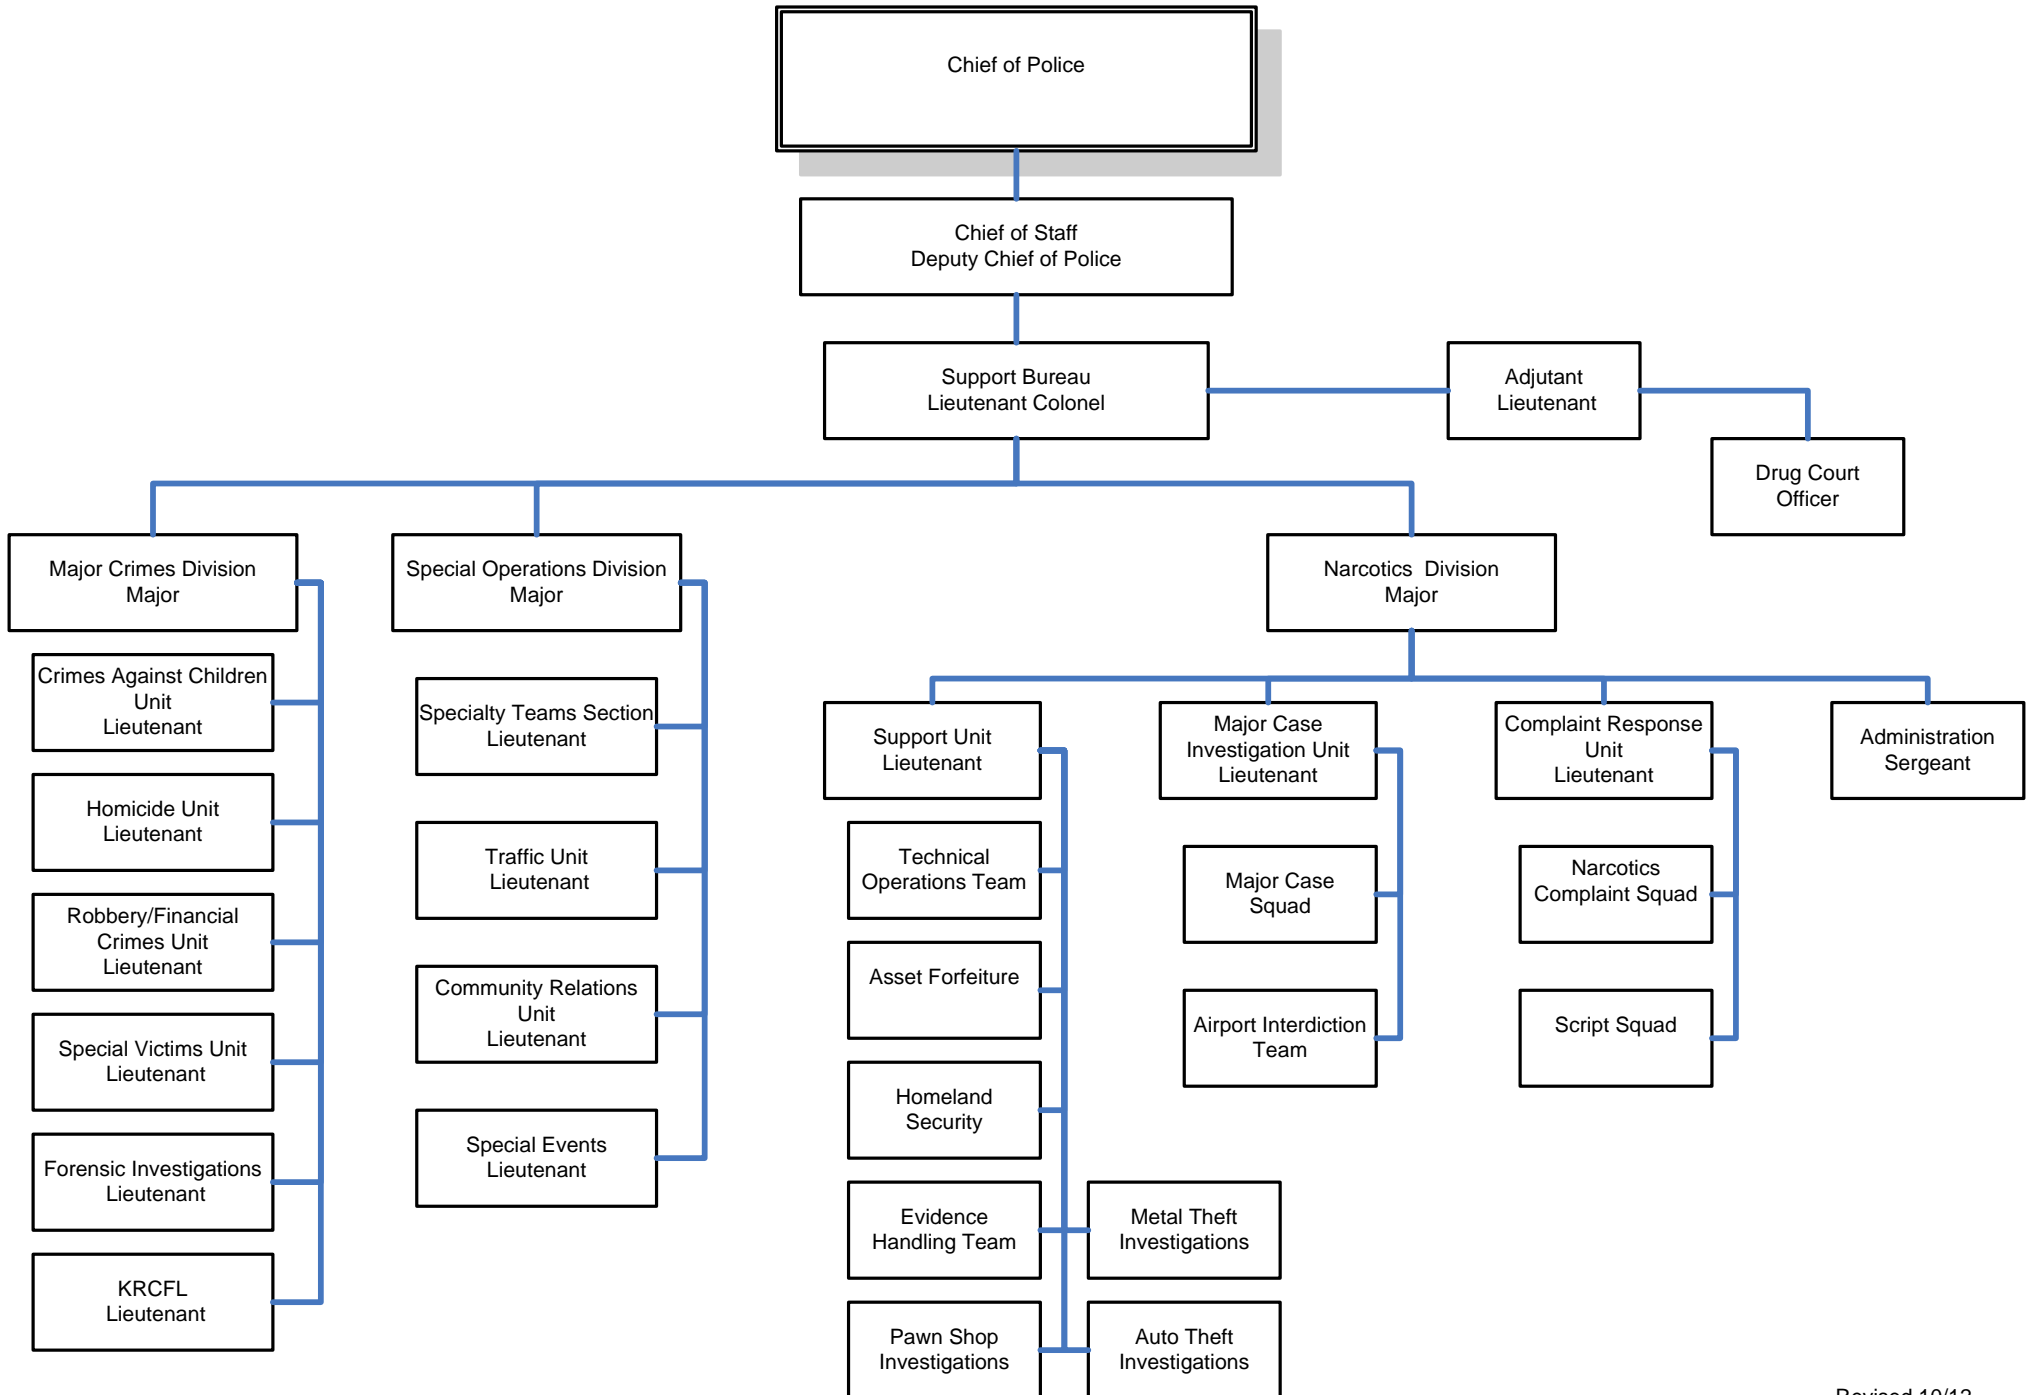 Chief of Police
Chief of Staff
Deputy Chief of Police
Support Bureau
Lieutenant Colonel
Adjutant
Lieutenant
Drug Court
Officer
Major Crimes Division
Major
Special Operations Division
Major
Narcotics Division
Major
Crimes Against Children
Unit
Lieutenant
Homicide Unit
Lieutenant
Robbery/Financial
Crimes Unit
Lieutenant
Special Victims Unit
Lieutenant
Forensic Investigations
Lieutenant
KRCFL
Lieutenant
Specialty Teams Section
Lieutenant
Traffic Unit
Lieutenant
Community Relations
Unit
Lieutenant
Special Events
Lieutenant
Support Unit
Lieutenant
Technical
Operations Team
Asset Forfeiture
Homeland
Security
Evidence
Handling Team
Metal Theft
Investigations
Pawn Shop
Investigations
Auto Theft
Investigations
Major Case
Investigation Unit
Lieutenant
Major Case
Squad
Airport Interdiction
Team
Complaint Response
Unit
Lieutenant
Narcotics
Complaint Squad
Script Squad
Administration
Sergeant
Revised 10/12